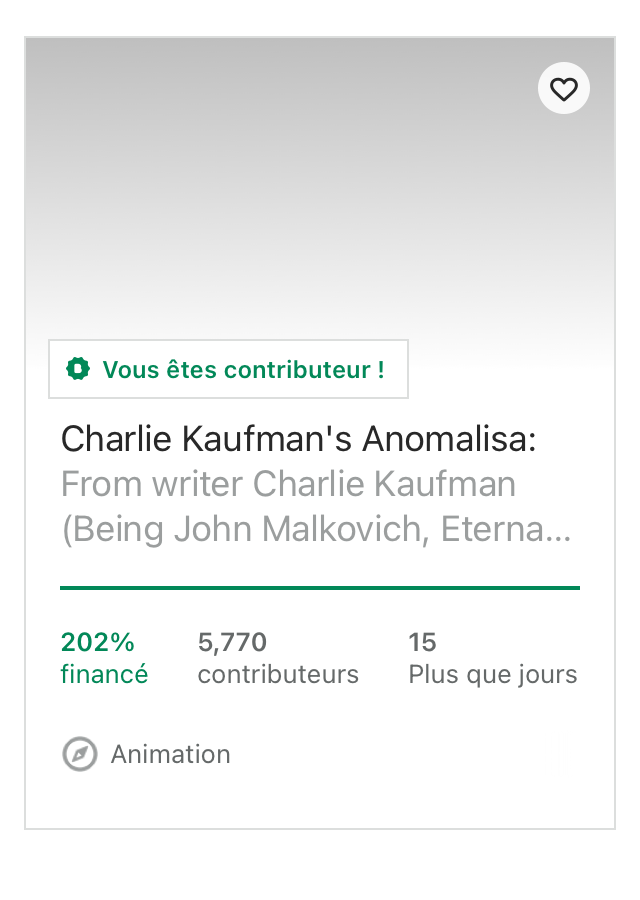 Vous êtes contributeur !
Charlie Kaufman's Anomalisa:
From writer Charlie Kaufman
(Being John Malkovich, Eterna...
202% 5,770 15
financé contributeurs Plus que jours
Animation